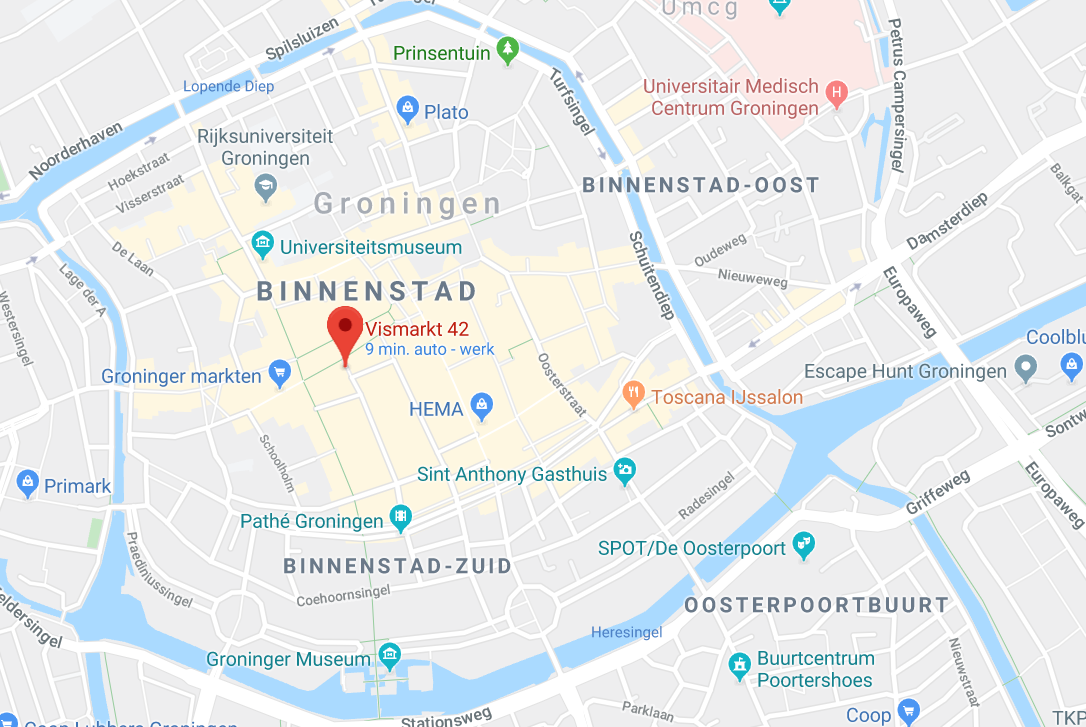 Umcg
Spilsluizen
Prinsentuin
Lopende Diep
Turfsingel
Universitair Medisch
Centrum Groningen
Petrus Campersingel
Plato
Noorderhaven
Rijksuniversiteit
Groningen
Hoekstraat
Visserstraat
BINNENSTAD-OOST
Balkgat
Groningen
Damsterdiep
De Laan
Universiteitsmuseum
Schuitendiep
Oudeweg
Nieuweweg
Lage der A
BINNENSTAD
Europaweg
Westersingel
Vismarkt 42
9 min. auto - werk
Coolblu
Groninger markten
Oosterstraat
Escape Hunt Groningen
HEMA
Toscana IJssalon
Sontw
Schoolholm
Sint Anthony Gasthuis
Primark
Radesingel
Griffeweg
Europaweg
Pathé Groningen
Praediniussingel
BINNENSTAD-ZUID
SPOT/De Oosterpoort
Coehoornsingel
OOSTERPOORTBUURT
eldersingel
Heresingel
Groninger Museum
Buurtcentrum
Poortershoes
Nieuwstraat
Stationsweg
Parklaan
Coop
TKP
Coop Lubbers Groningen